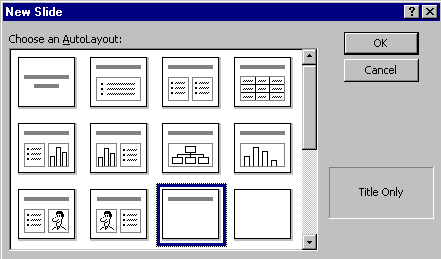 New Slide
Choose an AutoLayout:
OK
Cancel
Title Only